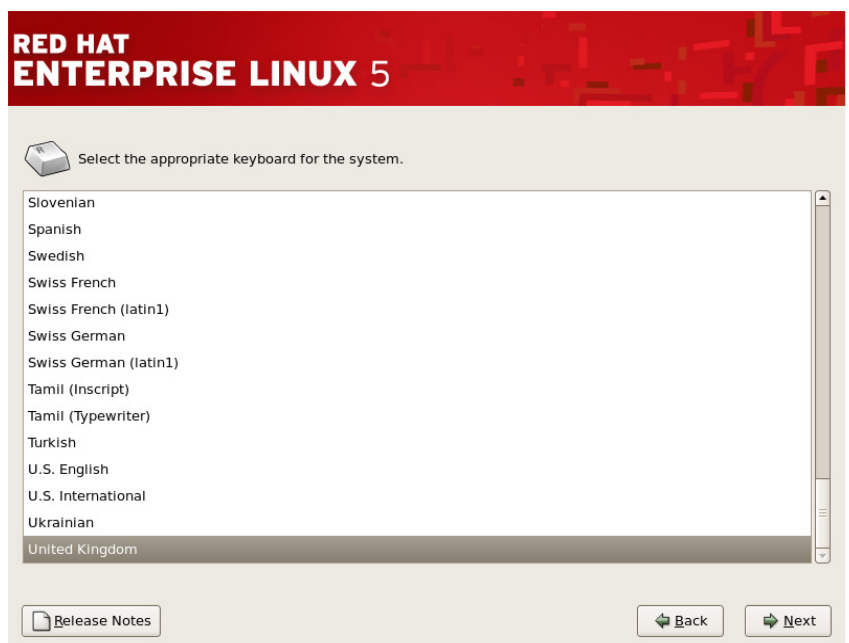 RED HAT
ENTERPRISE LINUX 5
R
Select the appropriate keyboard for the system.
Slovenian
Spanish
Swedish
Swiss French
Swiss French (latin1)
Swiss German
Swiss German (latin1)
Tamil (Inscript)
Tamil (Typewriter)
Turkish
U.S. English
U.S. International
Ukrainian
United Kingdom
Release Notes
Back
Next